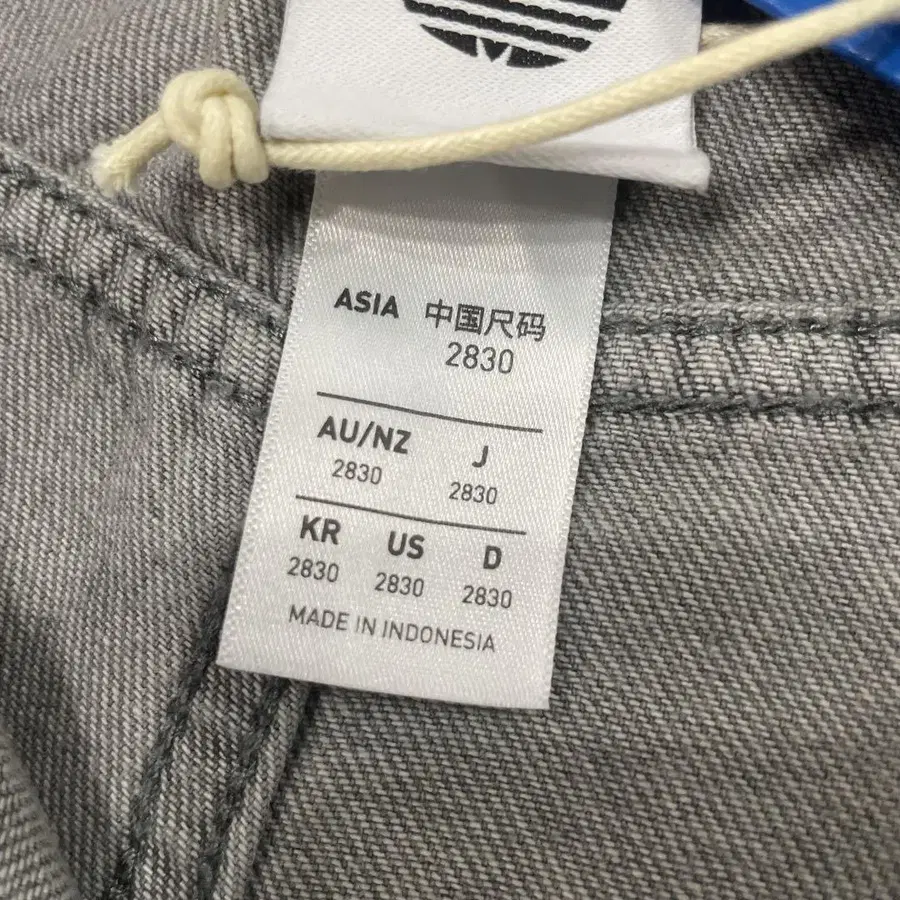 ASIA 中国尺码
2830
AU/NZ J
2830 2830
KR US D
2830 2830 2830
MADE IN INDONESIA